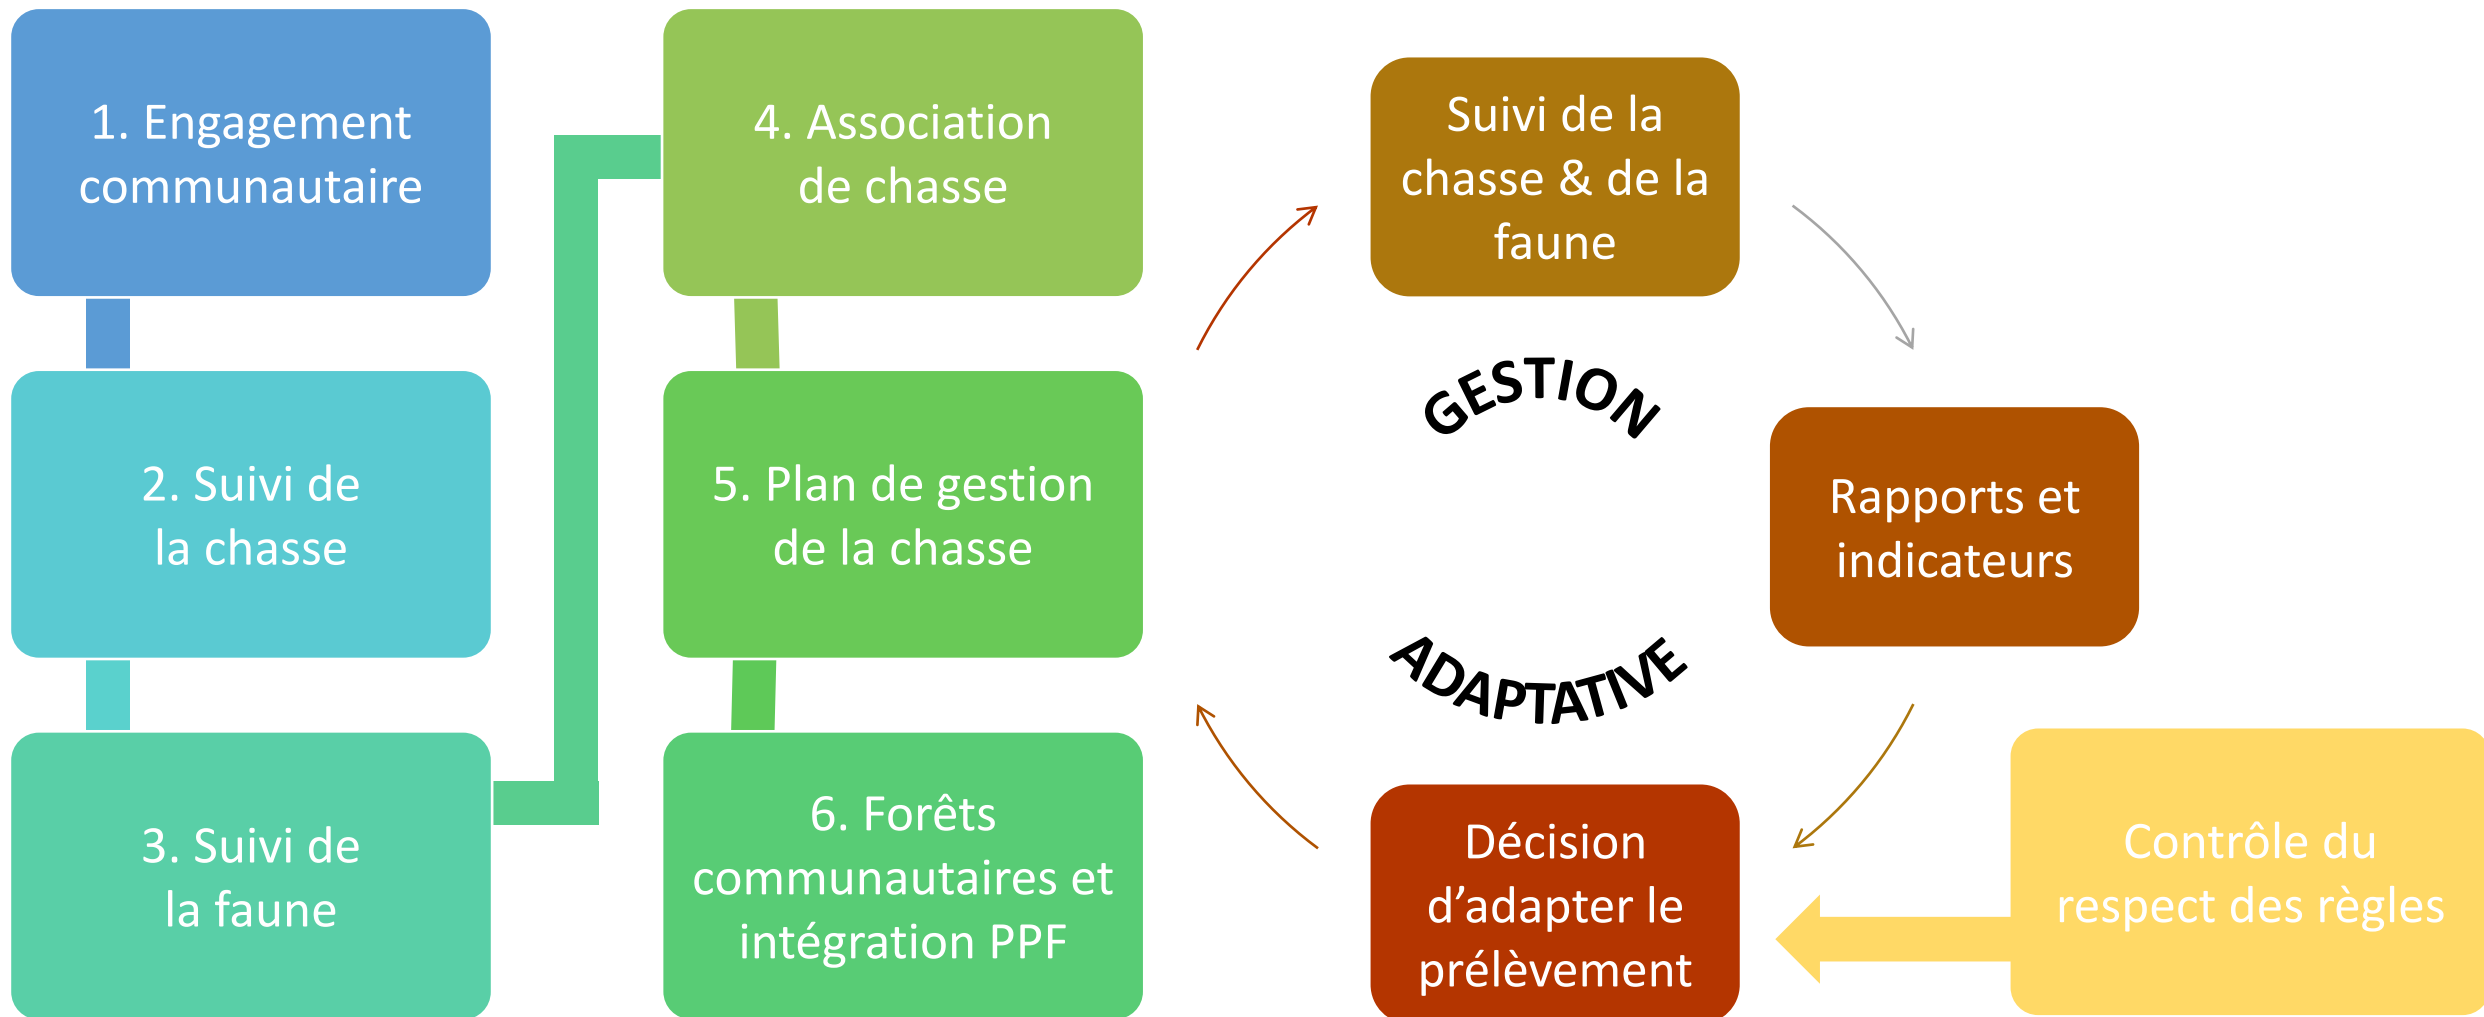 1. Engagement
communautaire
2. Suivi de
la chasse
3. Suivi de
la faune
4. Association
de chasse
5. Plan de gestion
de la chasse
6. Forêts
communautaires et
intégration PPF
Suivi de la
chasse & de la
faune
GESTION
ADAPTATIVE
Rapports et
indicateurs
Décision
d’adapter le
prélèvement
Contrôle du
respect des règles